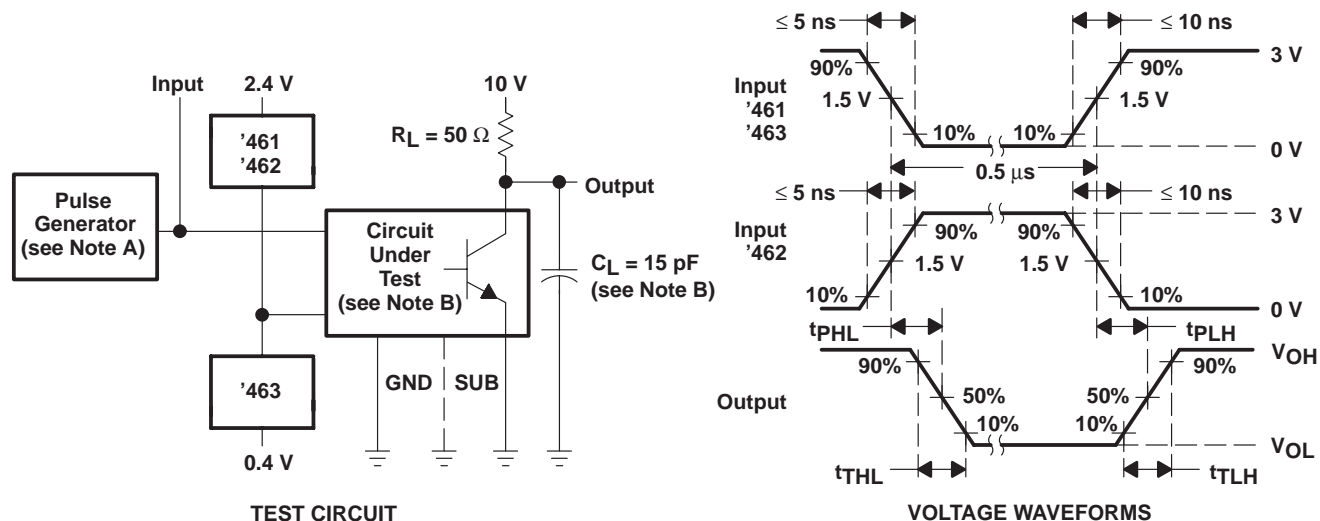 Input
2.4 V
'461
'462
Pulse
Generator
(see Note A)
'463
0.4 V
10 V
RL = 50 Ω
Output
Circuit
Under
Test
(see Note B)
CL = 15 pF
(see Note B)
GND
SUB
TEST CIRCUIT
≤ 5 ns
≤ 10 ns
Input
'461
'463
90%
1.5 V
10%
10%
90%
1.5 V
3 V
0 V
0.5 μs
≤ 5 ns
≤ 10 ns
Input
'462
90%
90%
1.5 V
1.5 V
10%
10%
3 V
0 V
tPHL
tPLH
Output
90%
50%
10%
10%
50%
90%
VOH
VOL
tTHL
tTLH
VOLTAGE WAVEFORMS